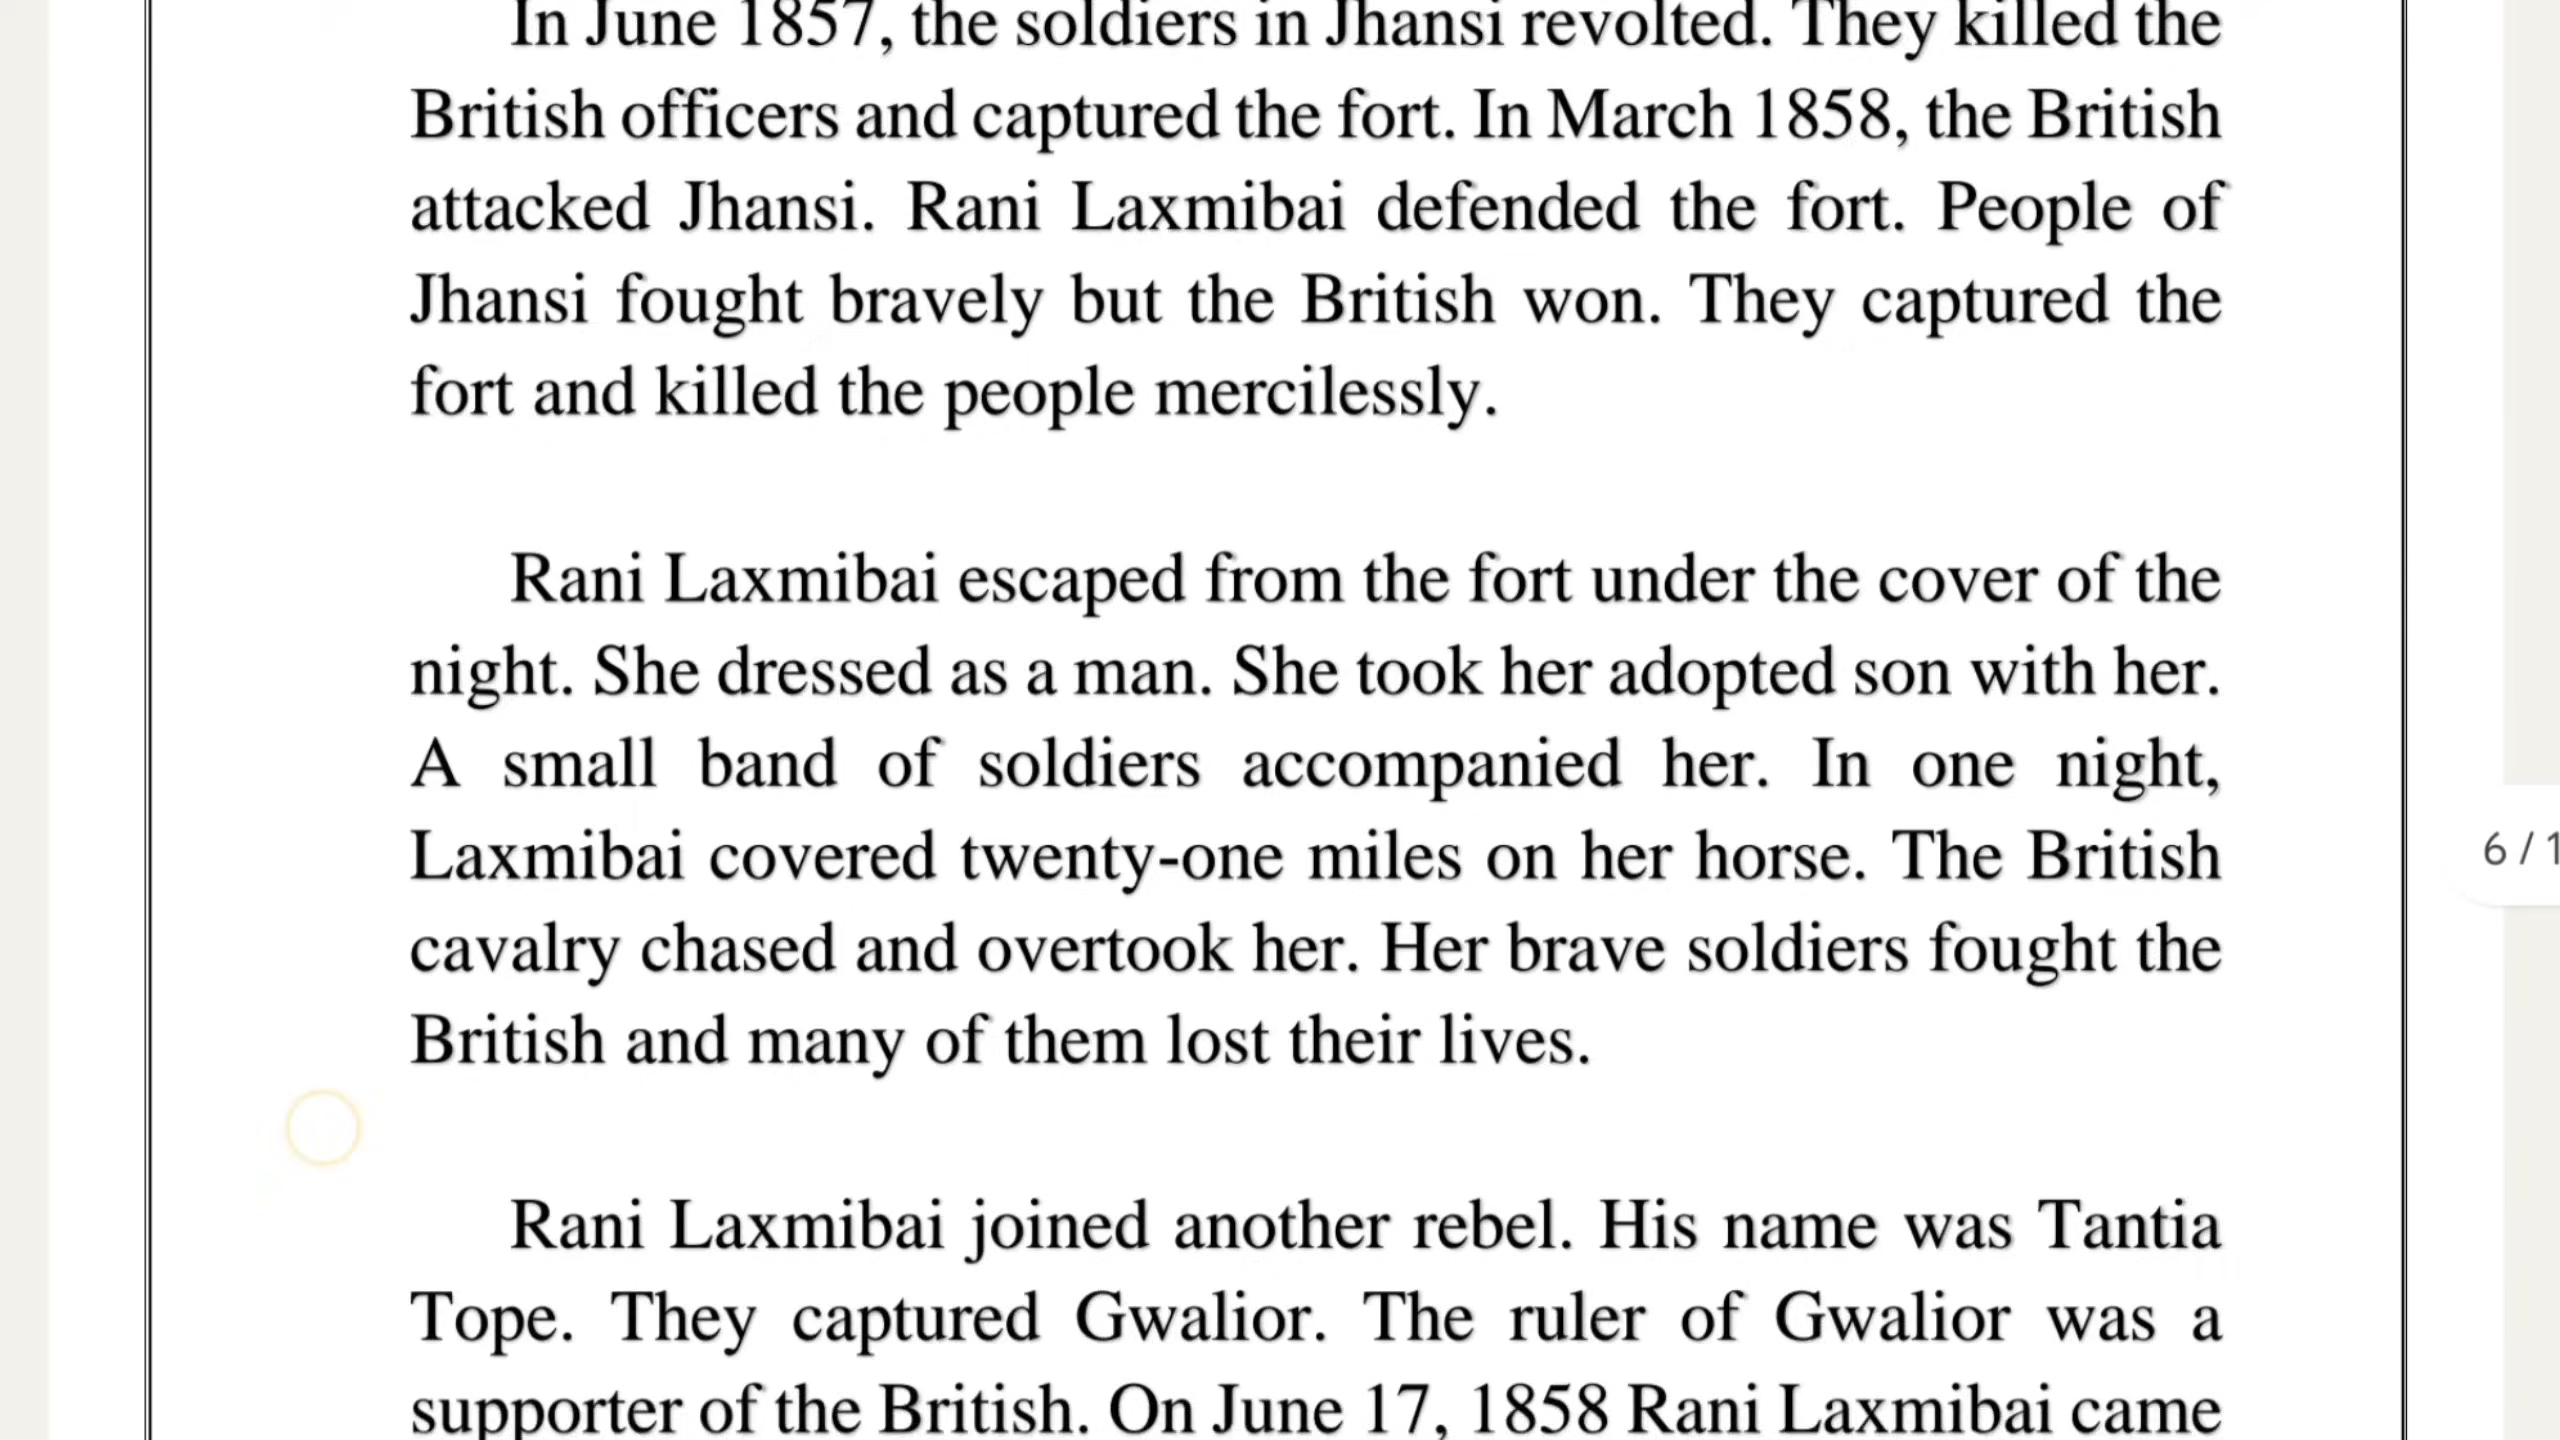 In June 1857, the soldiers in Jhansi revolted. They killed the
British officers and captured the fort. In March 1858, the British
attacked Jhansi. Rani Laxmibai defended the fort. People of
Jhansi fought bravely but the British won. They captured the
fort and killed the people mercilessly.
Rani Laxmibai escaped from the fort under the cover of the
night. She dressed as a man. She took her adopted son with her.
A small band of soldiers accompanied her. In one night,
Laxmibai covered twenty-one miles on her horse. The British
cavalry chased and overtook her. Her brave soldiers fought the
British and many of them lost their lives.
Rani Laxmibai joined another rebel. His name was Tantia
Tope. They captured Gwalior. The ruler of Gwalior was a
supporter of the British. On June 17, 1858 Rani Laxmibai came
6 / 1